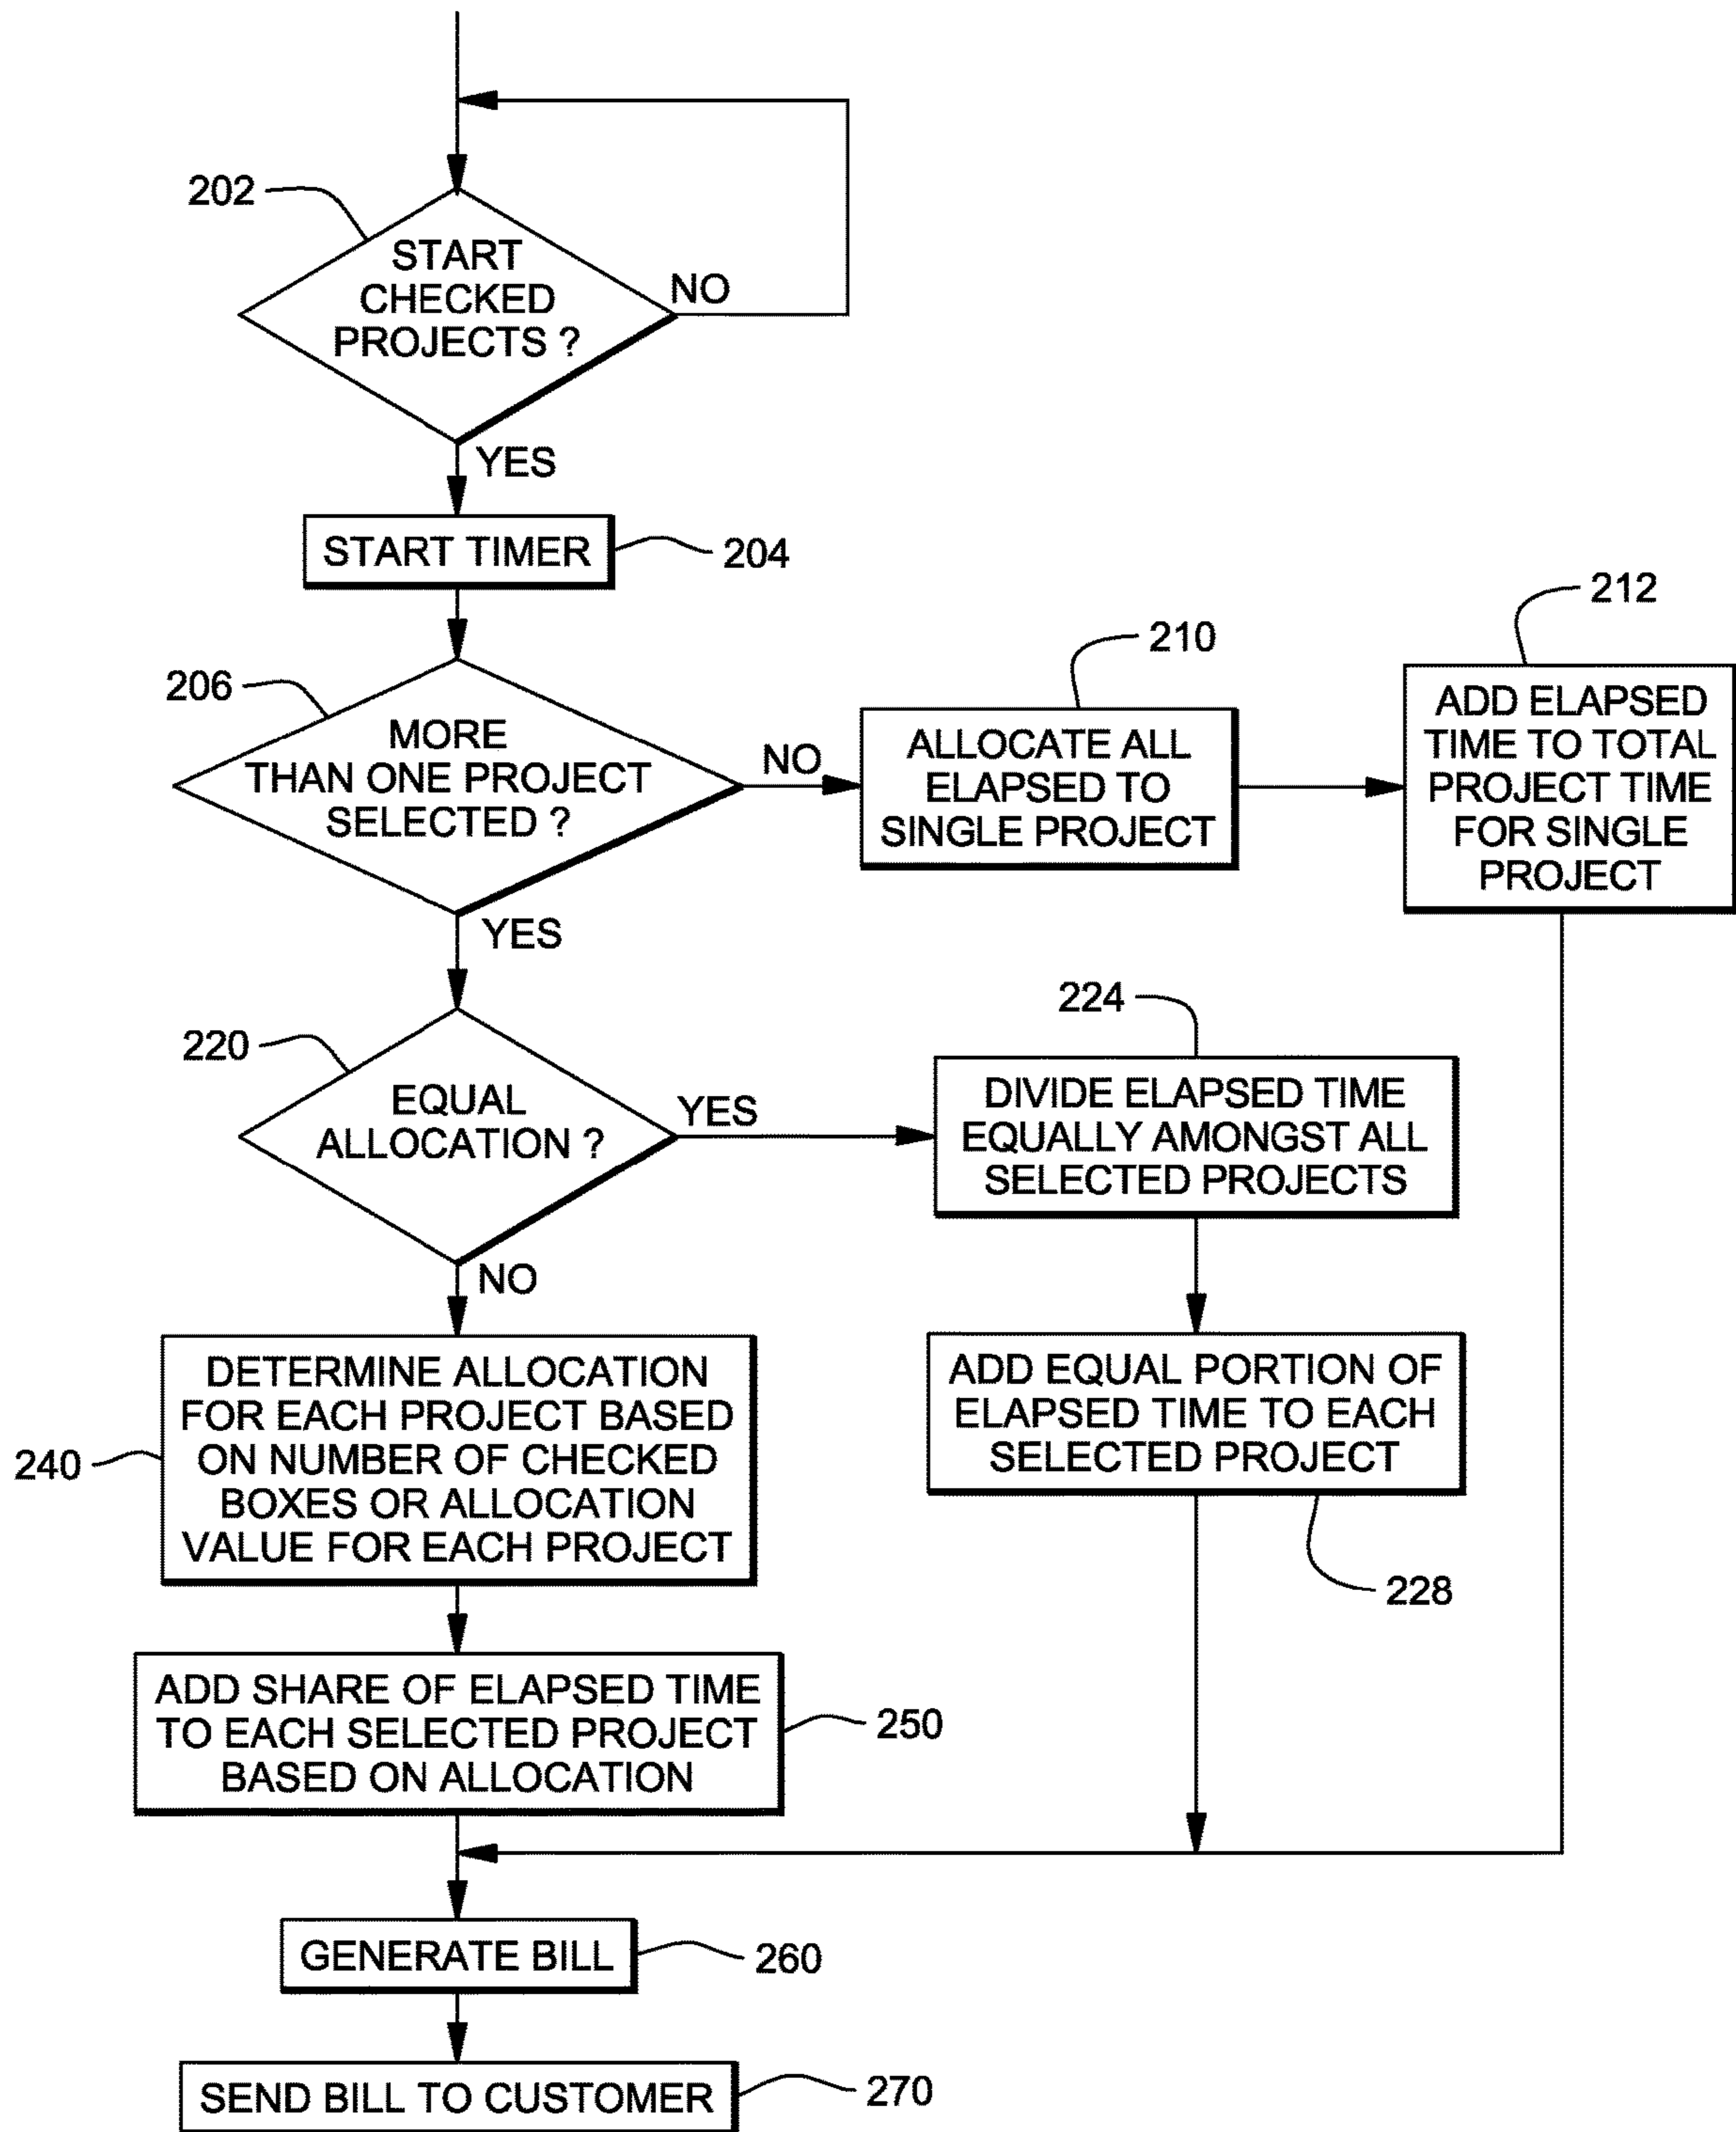 202
START
CHECKED
PROJECTS ?
NO
YES
START TIMER
204
206
MORE
THAN ONE PROJECT
SELECTED ?
NO
YES
210
ALLOCATE ALL
ELAPSED TO
SINGLE PROJECT
212
ADD ELAPSED
TIME TO TOTAL
PROJECT TIME
FOR SINGLE
PROJECT
220
EQUAL
ALLOCATION ?
YES
NO
224
DIVIDE ELAPSED TIME
EQUALLY AMONGST ALL
SELECTED PROJECTS
ADD EQUAL PORTION OF
ELAPSED TIME TO EACH
SELECTED PROJECT
228
240
DETERMINE ALLOCATION
FOR EACH PROJECT BASED
ON NUMBER OF CHECKED
BOXES OR ALLOCATION
VALUE FOR EACH PROJECT
ADD SHARE OF ELAPSED TIME
TO EACH SELECTED PROJECT
BASED ON ALLOCATION
250
GENERATE BILL
260
SEND BILL TO CUSTOMER
270